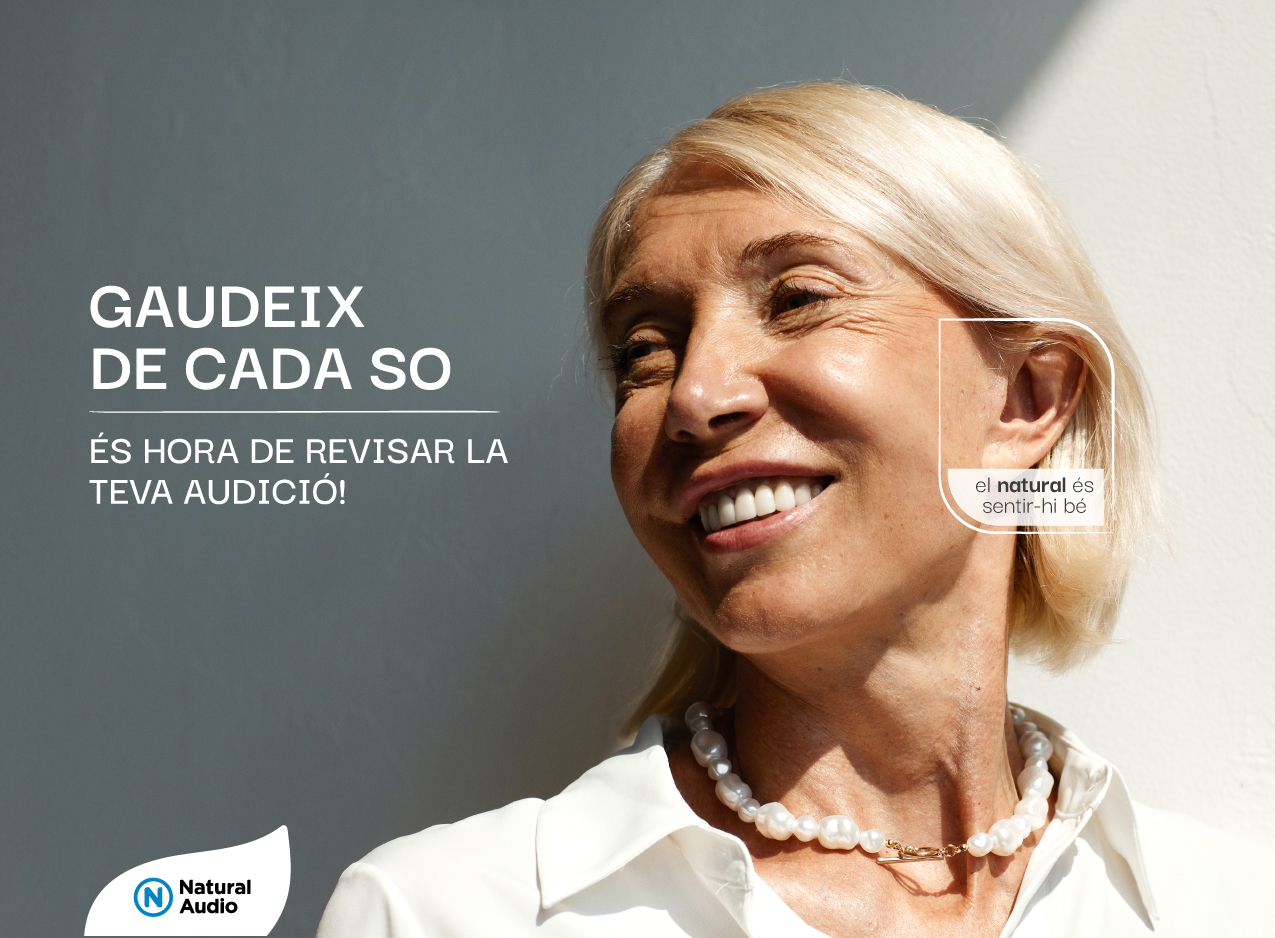 GAUDEIX
DE CADA SO
ÉS HORA DE REVISAR LA
TEVA AUDICIÓ!
el natural és
sentir-hi bé
N
Natural
Audio